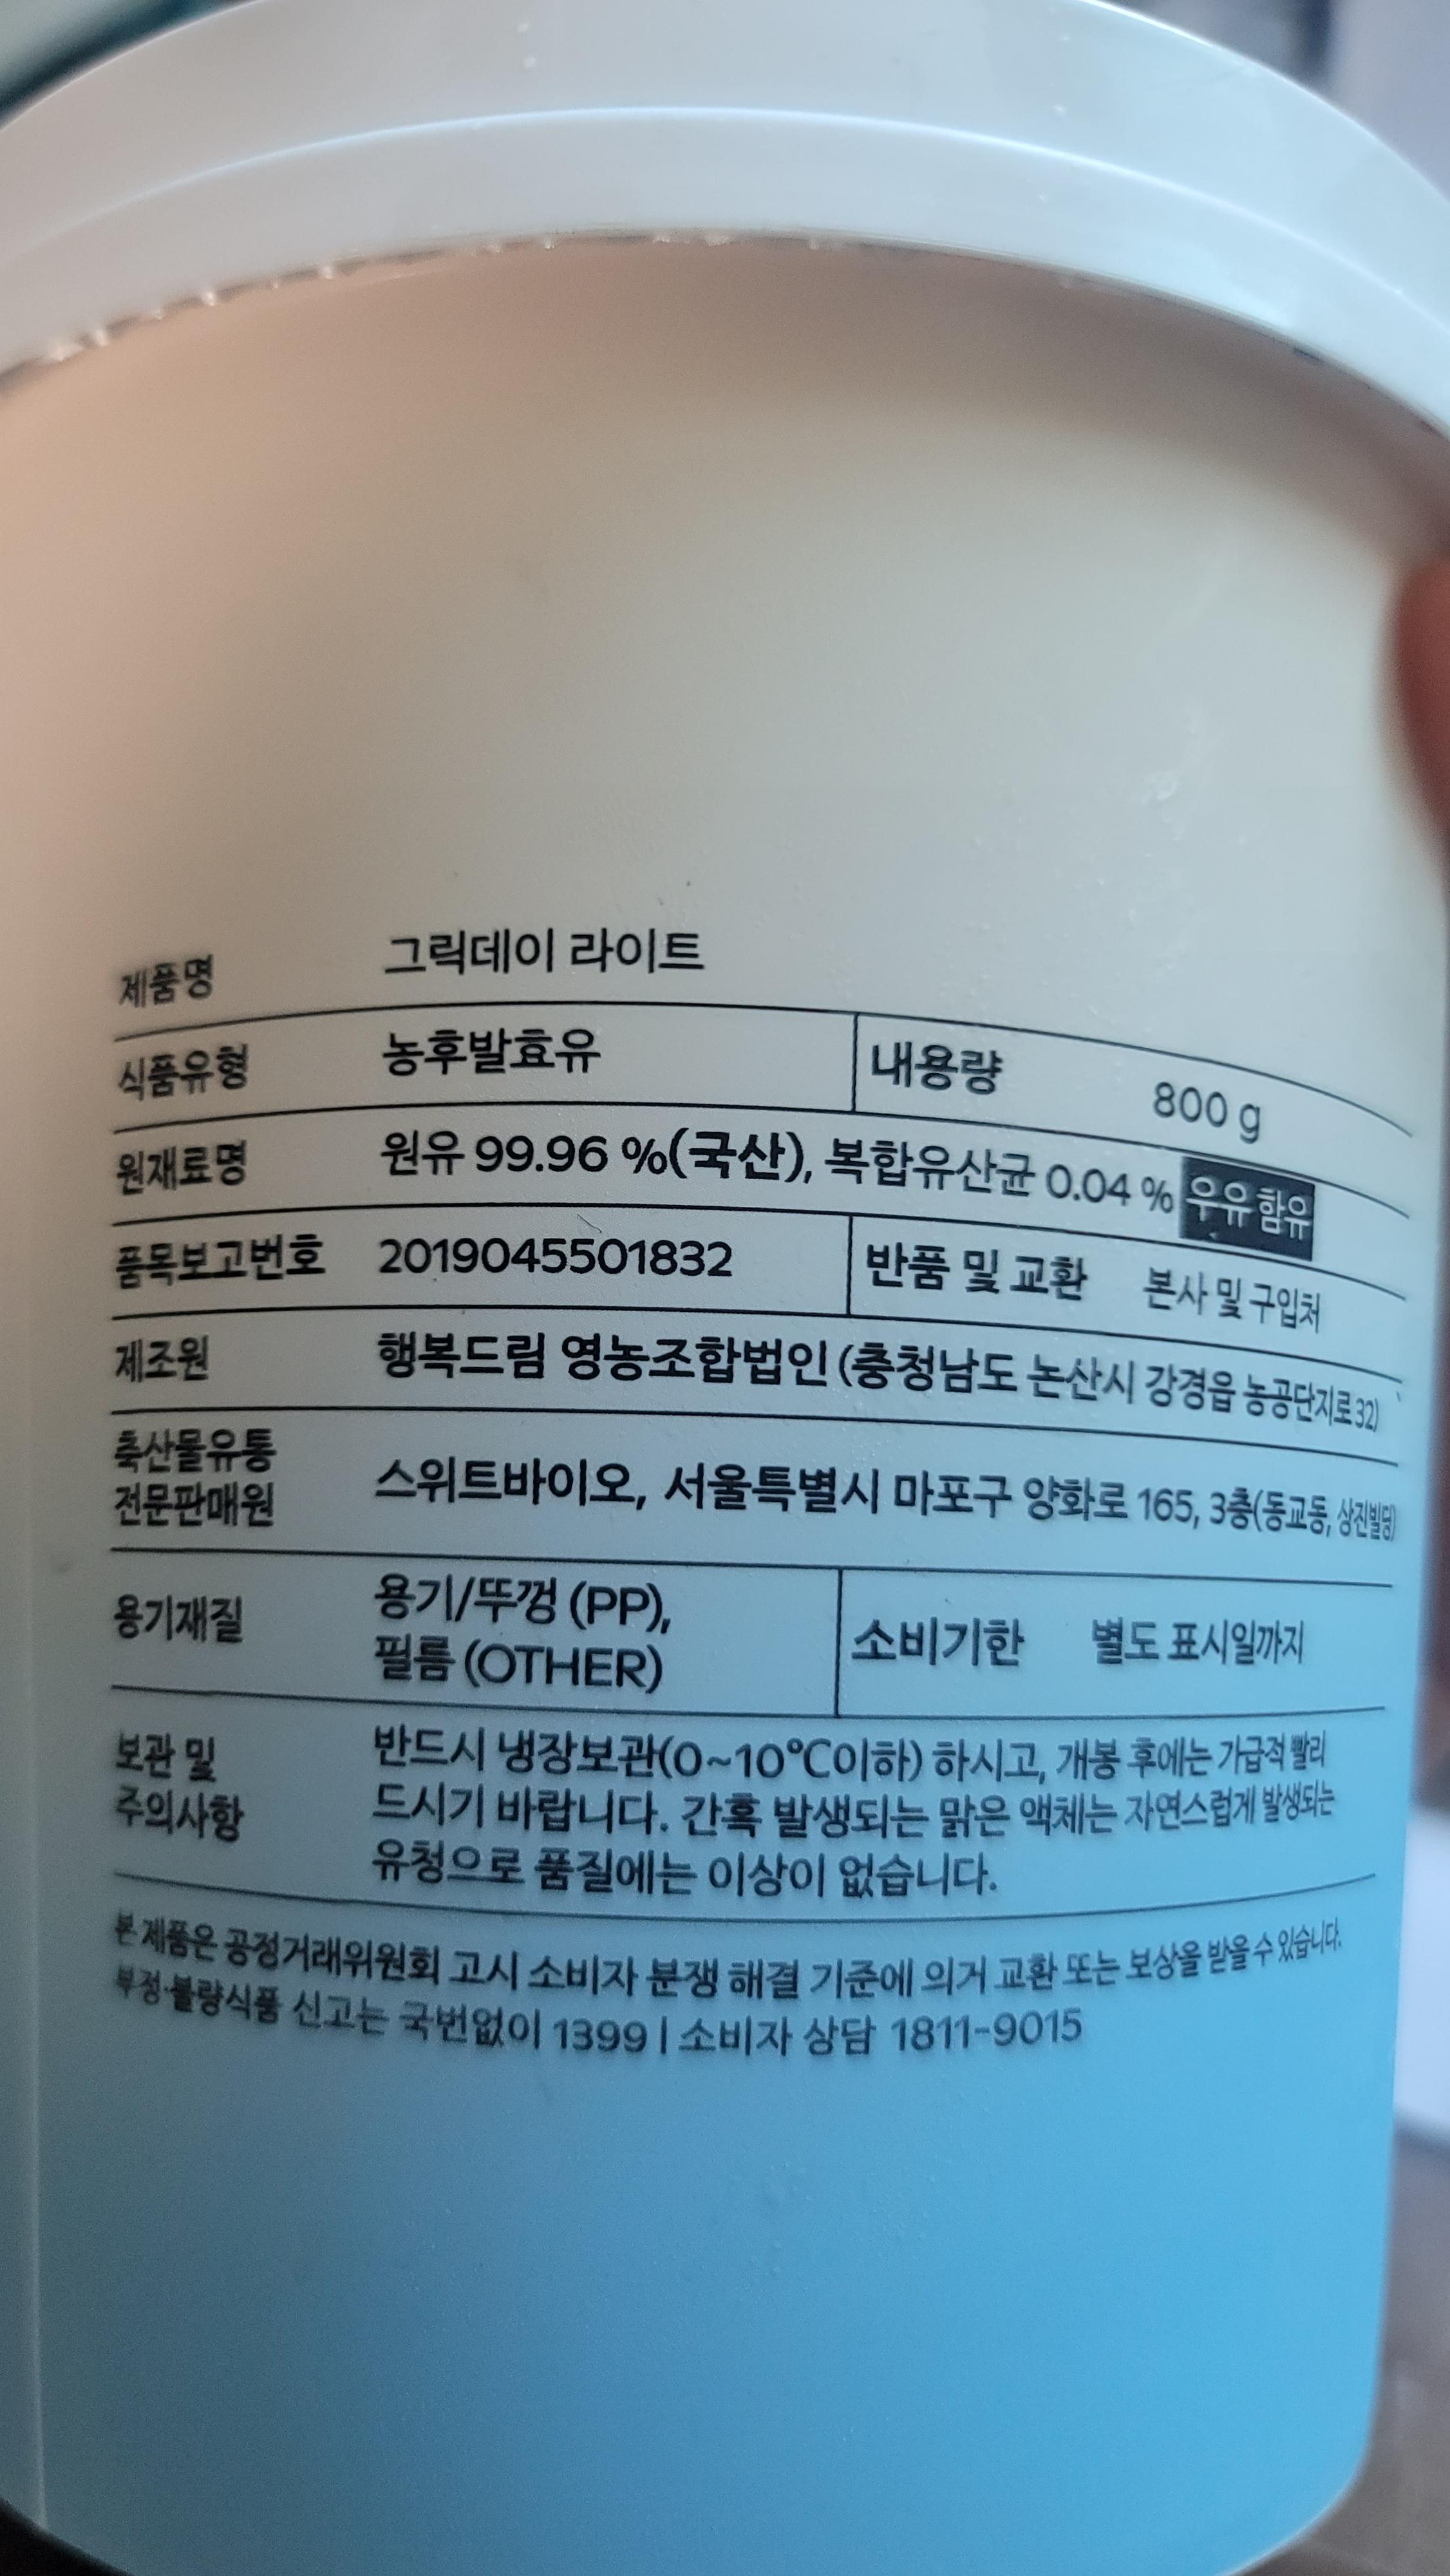 제품명 그릭데이 라이트
식품유형 농후발효유 내용량 800 g
원재료명 원유 99.96 %(국산), 복합유산균 0.04 % 우유 함유
품목보고번호 2019045501832 반품 및 교환 본사 및 구입처
제조원 행복드림 영농조합법인 (충청남도 논산시 강경읍 농공단지로 32)
축산물유통
전문판매원 스위트바이오, 서울특별시 마포구 양화로 165, 3층(동교동, 상진빌딩)
용기재질 용기/뚜껑 (PP),
필름 (OTHER) 소비기한 별도 표시일까지
보관 및 반드시 냉장보관(0~10℃이하) 하시고, 개봉 후에는 가급적 빨리
주의사항 드시기 바랍니다. 간혹 발생되는 맑은 액체는 자연스럽게 발생되는
유청으로 품질에는 이상이 없습니다.
본 제품은 공정거래위원회 고시 소비자 분쟁 해결 기준에 의거 교환 또는 보상을 받을 수 있습니다.
부정·불량식품 신고는 국번없이 1399 | 소비자 상담 1811-9015